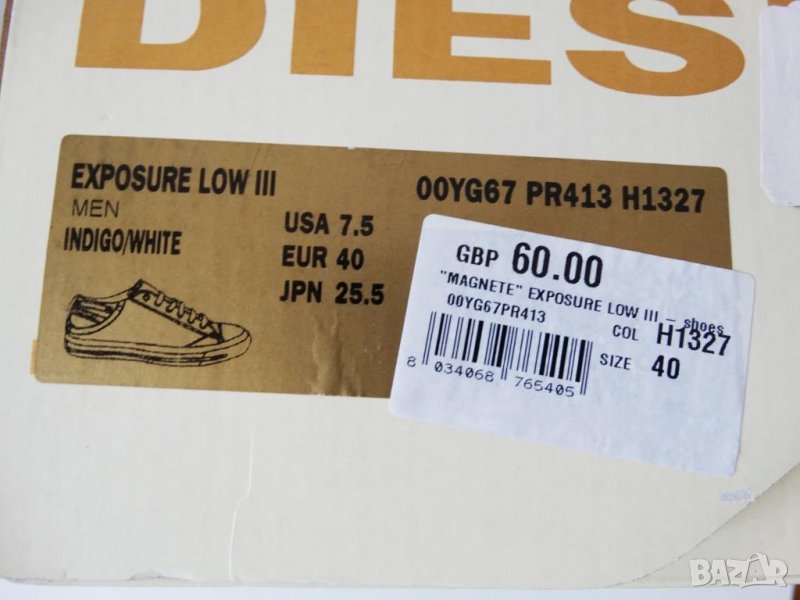 DIES
EXPOSURE LOW III
MEN
INDIGO/WHITE
USA 7.5
EUR 40
JPN 25.5
00YG67 PR413 H1327
GBP 60.00
"MAGNETE" EXPOSURE LOW III – shoes
00YG67PR413
COL H1327
SIZE 40
8 034068 765405
BAZAR